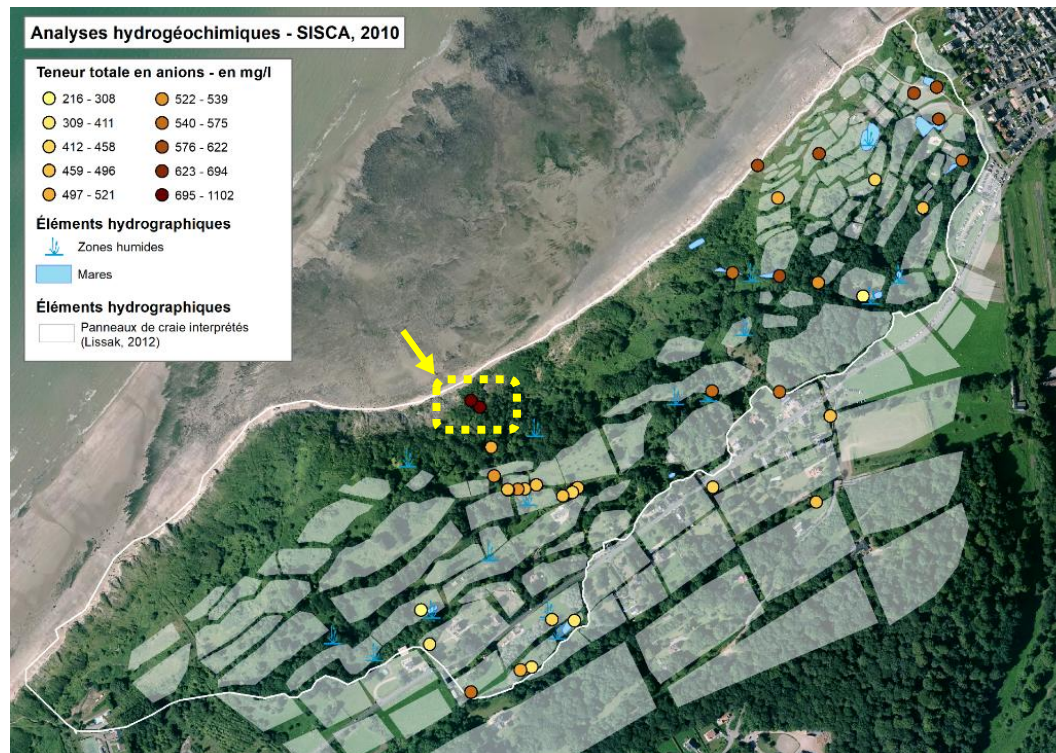 Analyses hydrogéochimiques - SISCA, 2010
Teneur totale en anions - en mg/l
216 - 308
309 - 411
412 - 458
459 - 496
497 - 521
522 - 539
540 - 575
576 - 622
623 - 694
695 - 1102
Éléments hydrographiques
Zones humides
Mares
Éléments hydrographiques
Panneaux de craie interprétés
(Lissak, 2012)